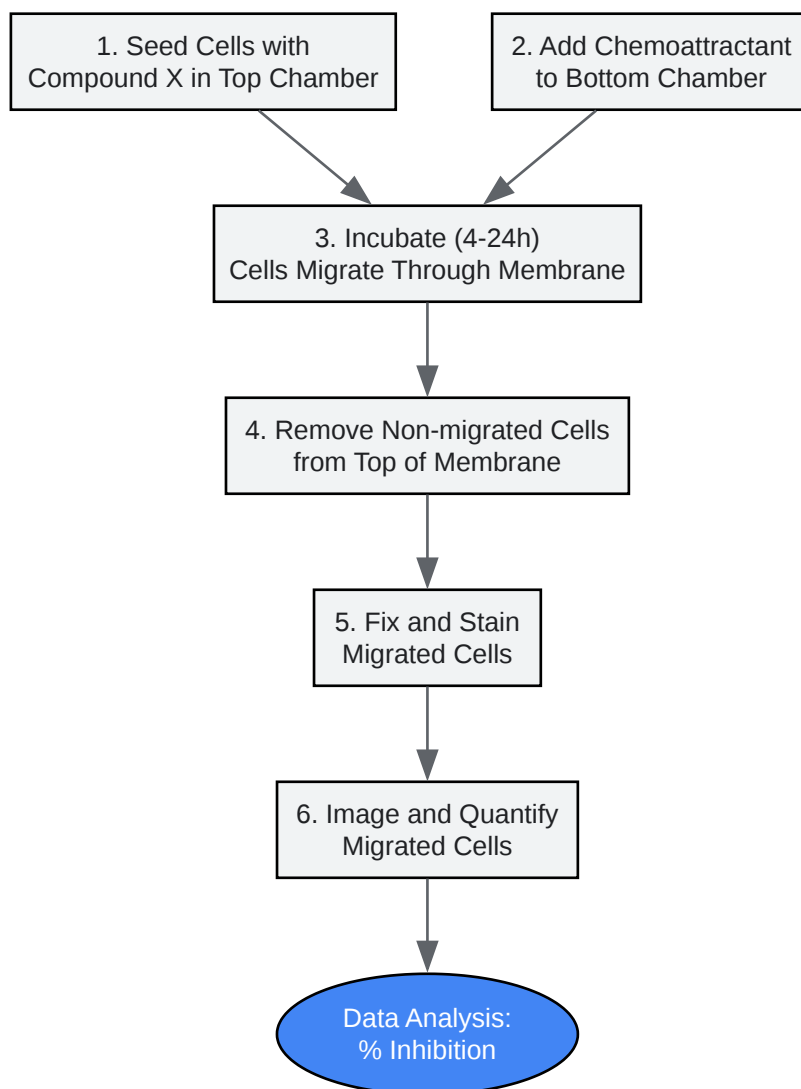 1. Seed Cells with
Compound X in Top Chamber
2. Add Chemoattractant
to Bottom Chamber
3. Incubate (4-24h)
Cells Migrate Through Membrane
4. Remove Non-migrated Cells
from Top of Membrane
5. Fix and Stain
Migrated Cells
6. Image and Quantify
Migrated Cells
Data Analysis:
% Inhibition